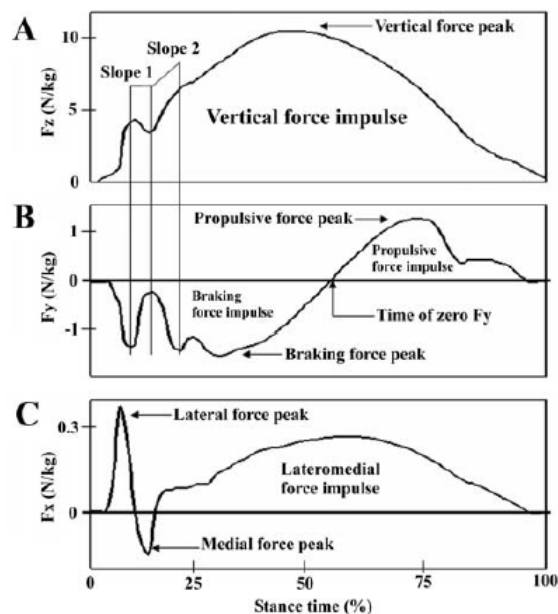 A
Fz (N/kg)
10
5
0
Slope 1
Slope 2
Vertical force peak
Vertical force impulse
B
Fy (N/kg)
1
0
-1
Propulsive force peak
Propulsive
force impulse
Braking
force impulse
Time of zero Fy
Braking force peak
C
Fx (N/kg)
0.3
0
Lateral force peak
Lateromedial
force impulse
Medial force peak
0
25
50
75
100
Stance time (%)